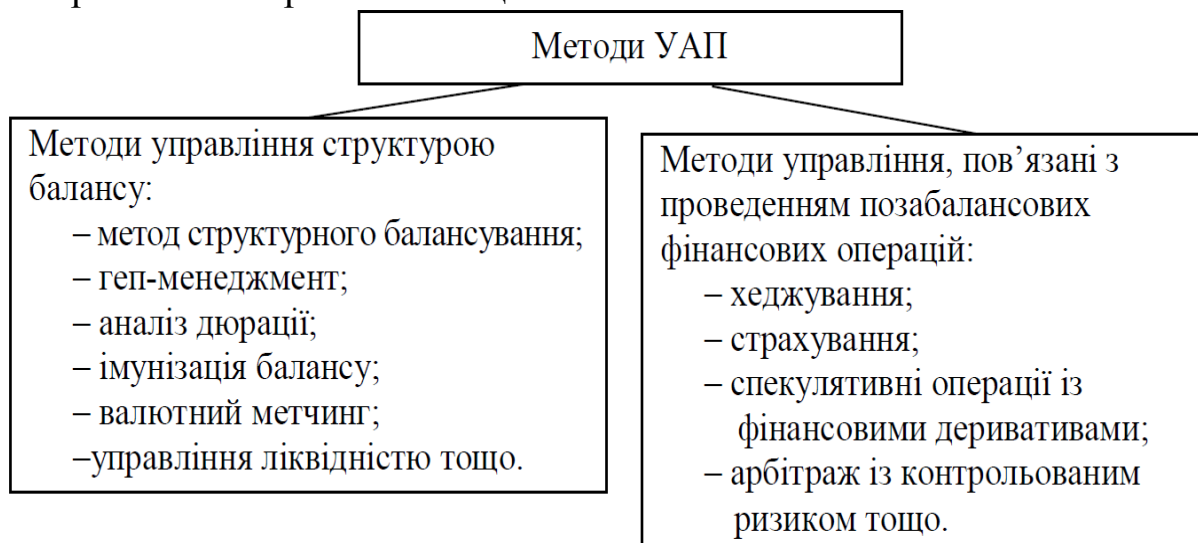 Методи УАП
Методи управління структурою
балансу:
– метод структурного балансування;
– геп-менеджмент;
– аналіз дюрації;
– імунізація балансу;
– валютний метчинг;
–управління ліквідністю тощо.
Методи управління, пов’язані з
проведенням позабалансових
фінансових операцій:
– хеджування;
– страхування;
– спекулятивні операції із
фінансовими деривативами;
– арбітраж із контрольованим
ризиком тощо.